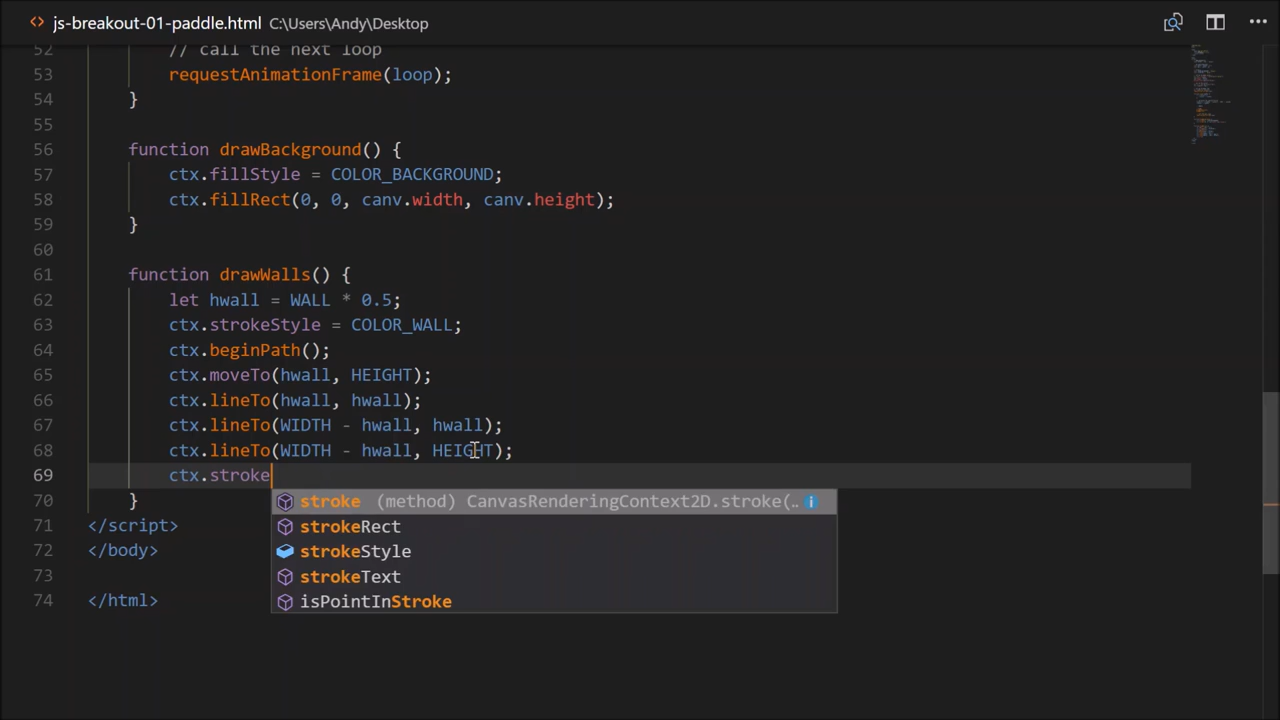 js-breakout-01-paddle.html C:\Users\Andy\Desktop
52 // call the next loop
53 requestAnimationFrame(loop);
54 }
55
56 function drawBackground() {
57 ctx.fillStyle = COLOR_BACKGROUND;
58 ctx.fillRect(0, 0, canv.width, canv.height);
59 }
60
61 function drawWalls() {
62 let hwall = WALL * 0.5;
63 ctx.strokeStyle = COLOR_WALL;
64 ctx.beginPath();
65 ctx.moveTo(hwall, HEIGHT);
66 ctx.lineTo(hwall, hwall);
67 ctx.lineTo(WIDTH - hwall, hwall);
68 ctx.lineTo(WIDTH - hwall, HEIGHT);
69 ctx.stroke
stroke (method) CanvasRenderingContext2D.stroke(…
70 }
strokeRect
71 </script>
strokeStyle
72 </body>
strokeText
73
isPointInStroke
74 </html>